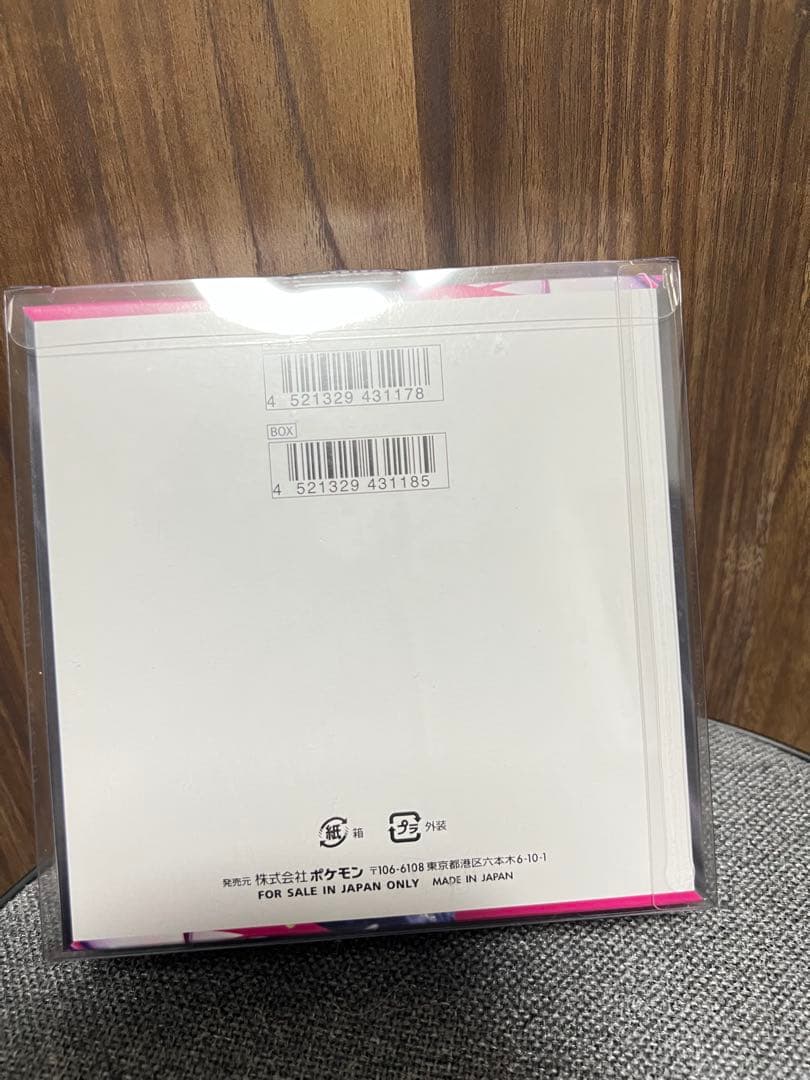 4 521329 431178
BOX
4 521329 431185
紙 箱 プラ 外装
発売元 株式会社ポケモン 〒106-6108 東京都港区六本木6-10-1
FOR SALE IN JAPAN ONLY MADE IN JAPAN